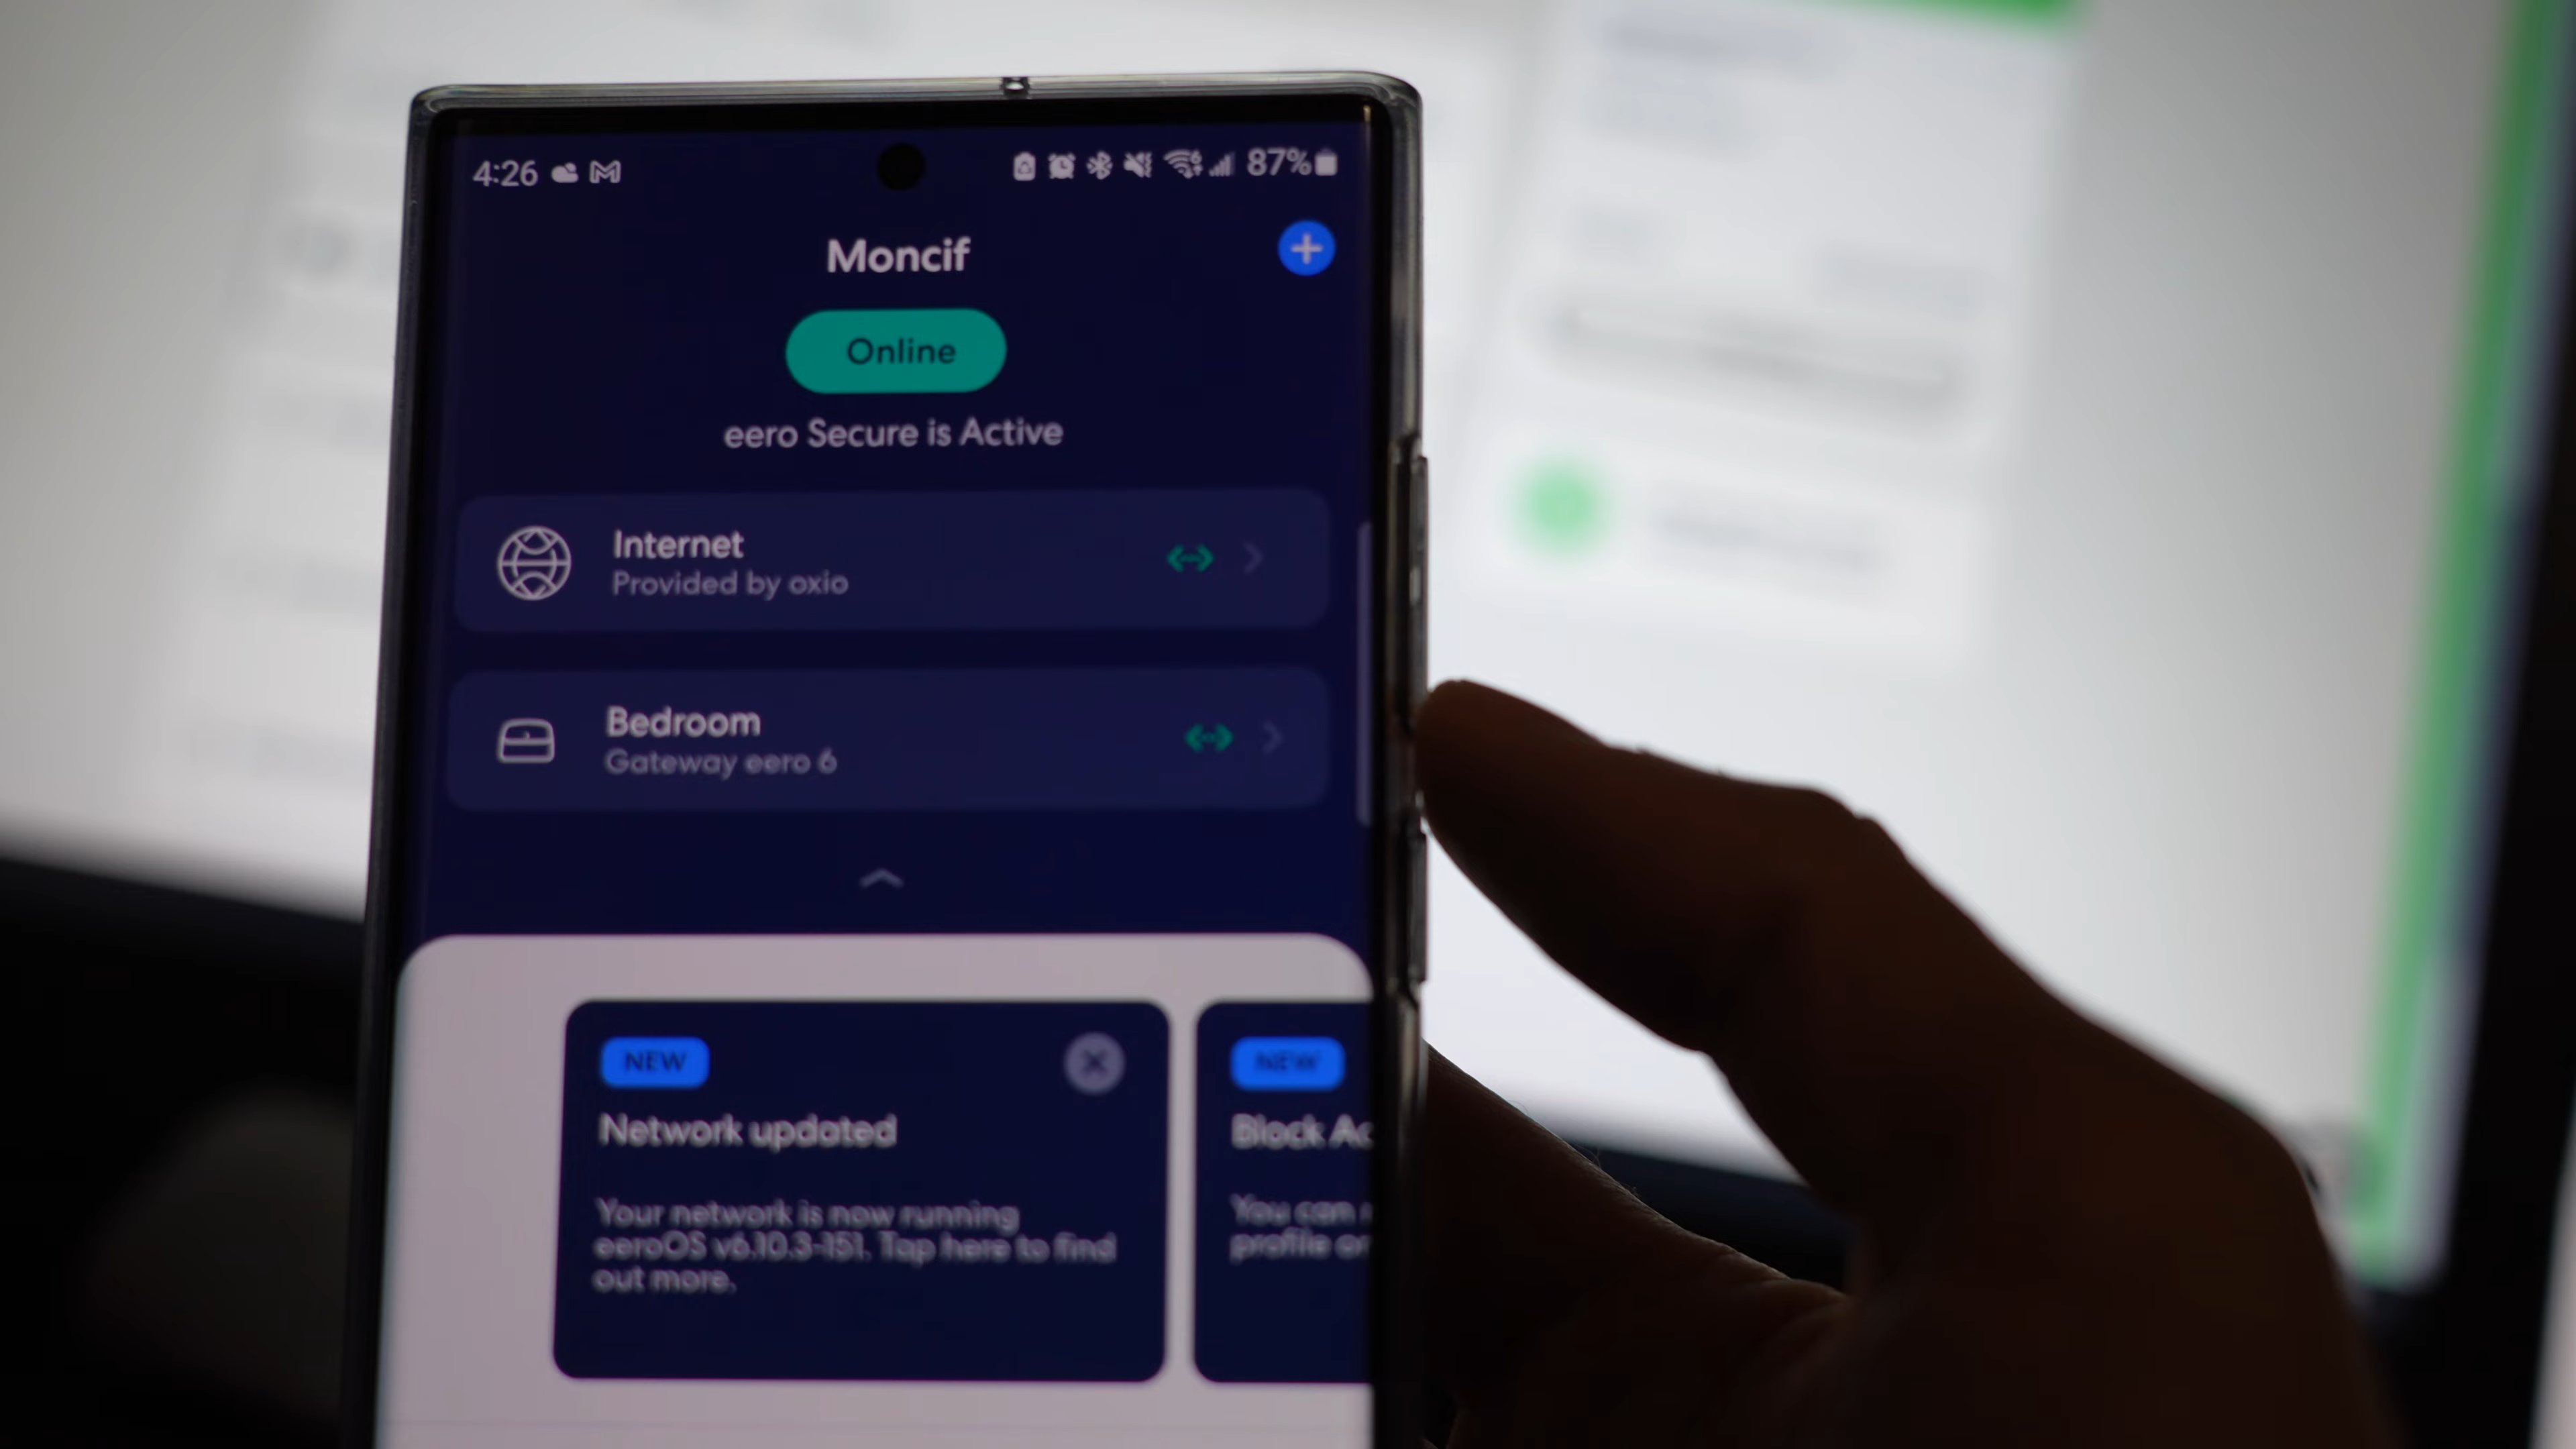 4:26
87%
Moncif
Online
eero Secure is Active
Internet
Provided by oxio
Bedroom
Gateway eero 6
NEW
Network updated
Your network is now running
eeroOS v6.10.3-151. Tap here to find
out more.
NEW
Block Ac
You can
profile or